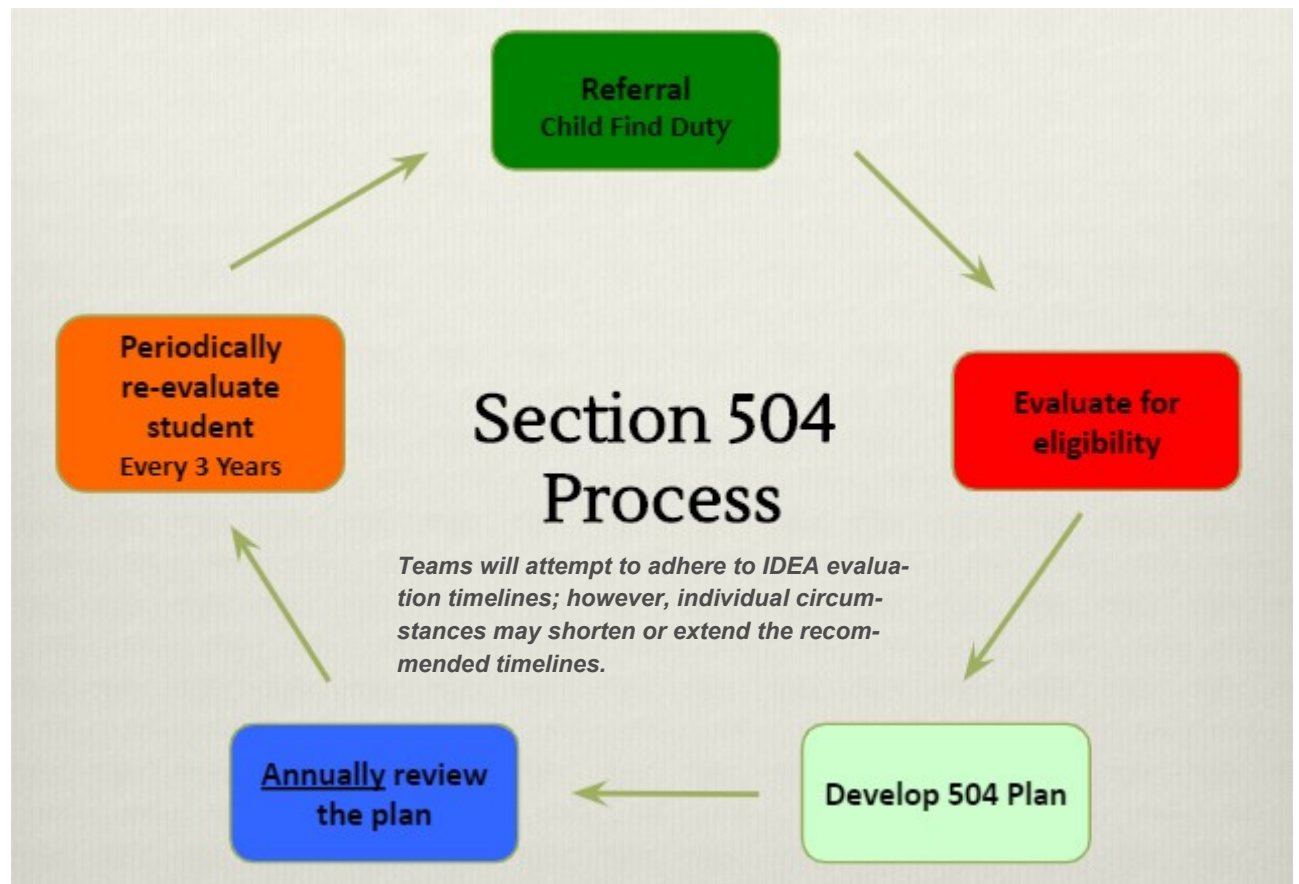 Referral
Child Find Duty
Periodically
re-evaluate
student
Every 3 Years
Evaluate for
eligibility
Section 504
Process
Teams will attempt to adhere to IDEA evalua-
tion timelines; however, individual circum-
stances may shorten or extend the recom-
mended timelines.
Annually review
the plan
Develop 504 Plan